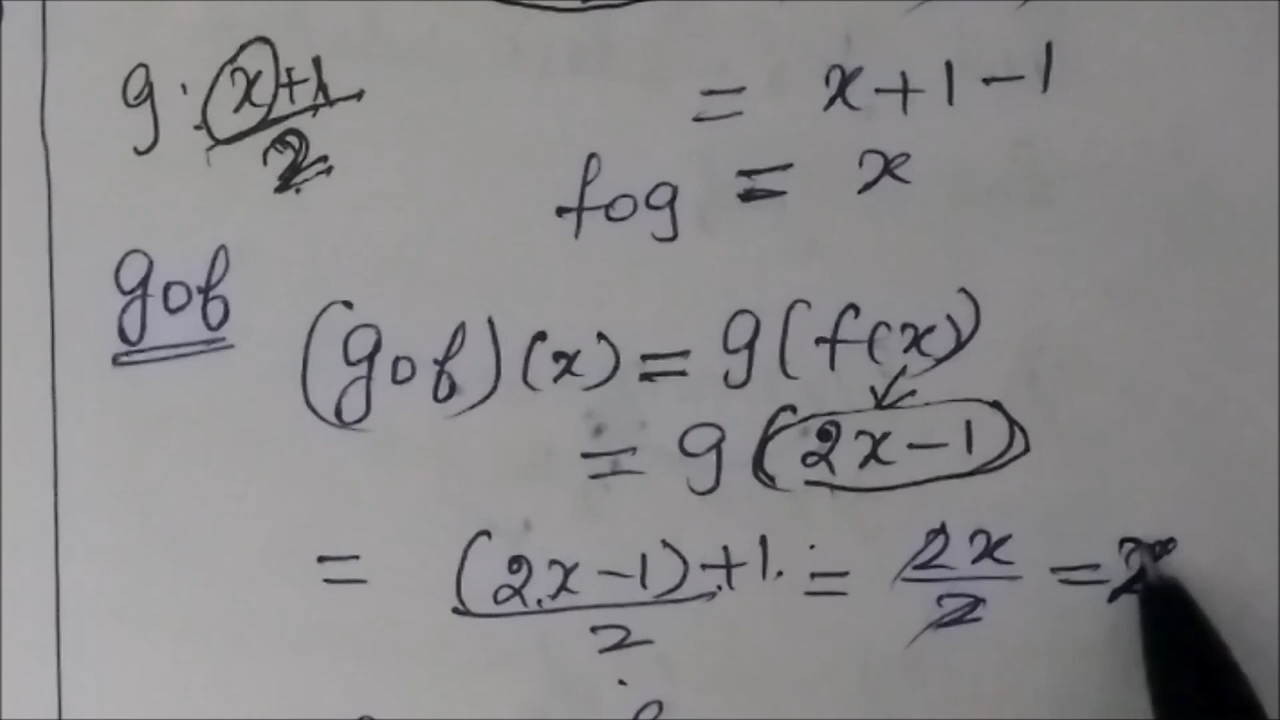 g . (x)+1 / 2
= x+1-1
fog = x
gof
(gof)(x) = g(f(x))
= g(2x-1)
= (2x-1)+1 / 2 = 2x / 2 =